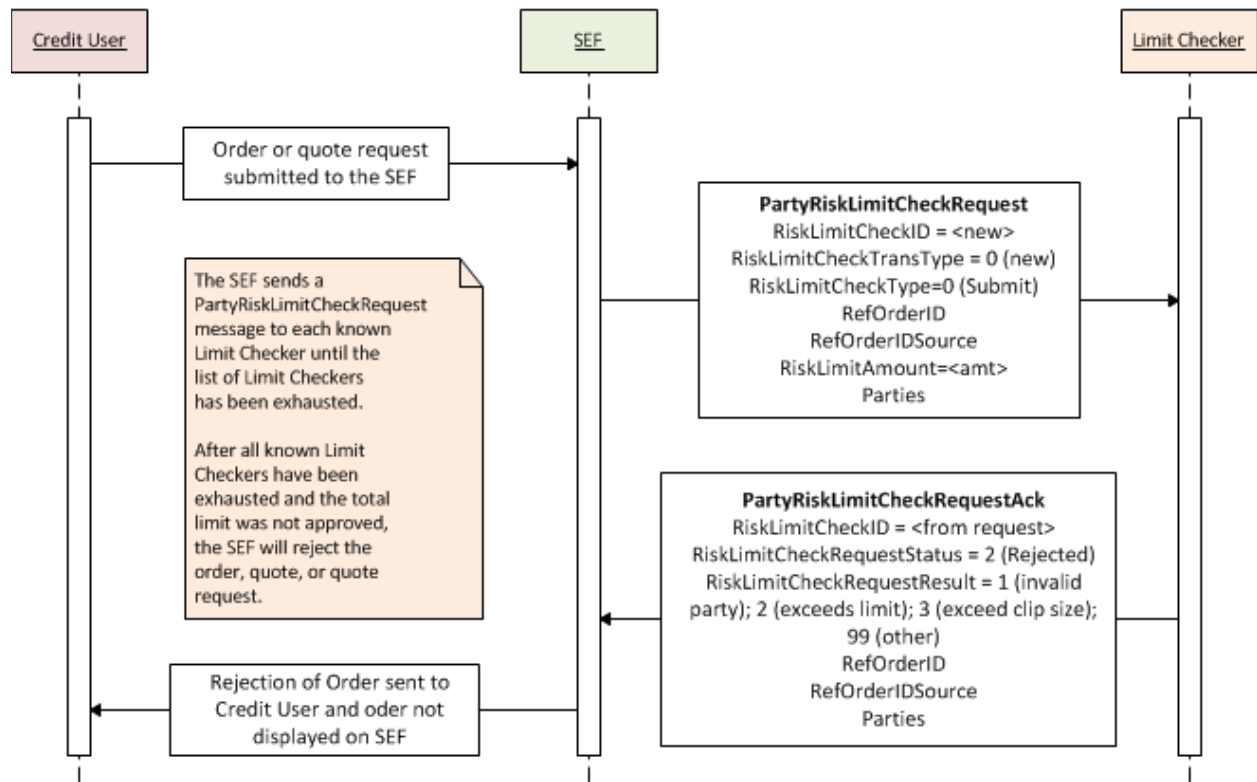 Credit User
SEF
Limit Checker
Order or quote request
submitted to the SEF
PartyRiskLimitCheckRequest
RiskLimitCheckID = <new>
RiskLimitCheckTransType = 0 (new)
RiskLimitCheckType=0 (Submit)
RefOrderID
RefOrderIDSource
RiskLimitAmount=<amt>
Parties
The SEF sends a
PartyRiskLimitCheckRequest
message to each known
Limit Checker until the
list of Limit Checkers
has been exhausted.
After all known Limit
Checkers have been
exhausted and the total
limit was not approved,
the SEF will reject the
order, quote, or quote
request.
PartyRiskLimitCheckRequestAck
RiskLimitCheckID = <from request>
RiskLimitCheckRequestStatus = 2 (Rejected)
RiskLimitCheckRequestResult = 1 (invalid
party); 2 (exceeds limit); 3 (exceed clip size);
99 (other)
RefOrderID
RefOrderIDSource
Parties
Rejection of Order sent to
Credit User and oder not
displayed on SEF